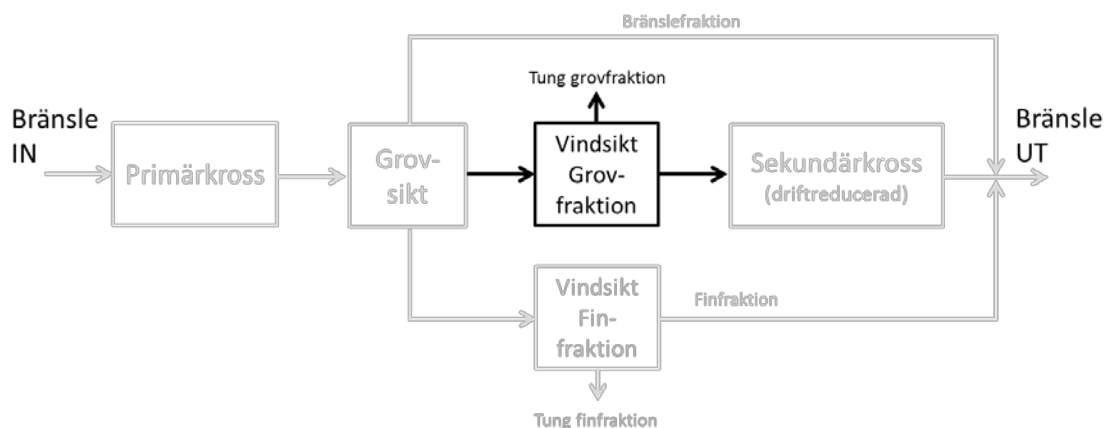 Bränslefraktion
Tung grovfraktion
Bränsle
IN
Primärkross
Grov-
sikt
Vindsikt
Grov-
fraktion
Sekundärkross
(driftreducerad)
Bränsle
UT
Vindsikt
Fin-
fraktion
Finfraktion
Tung finfraktion